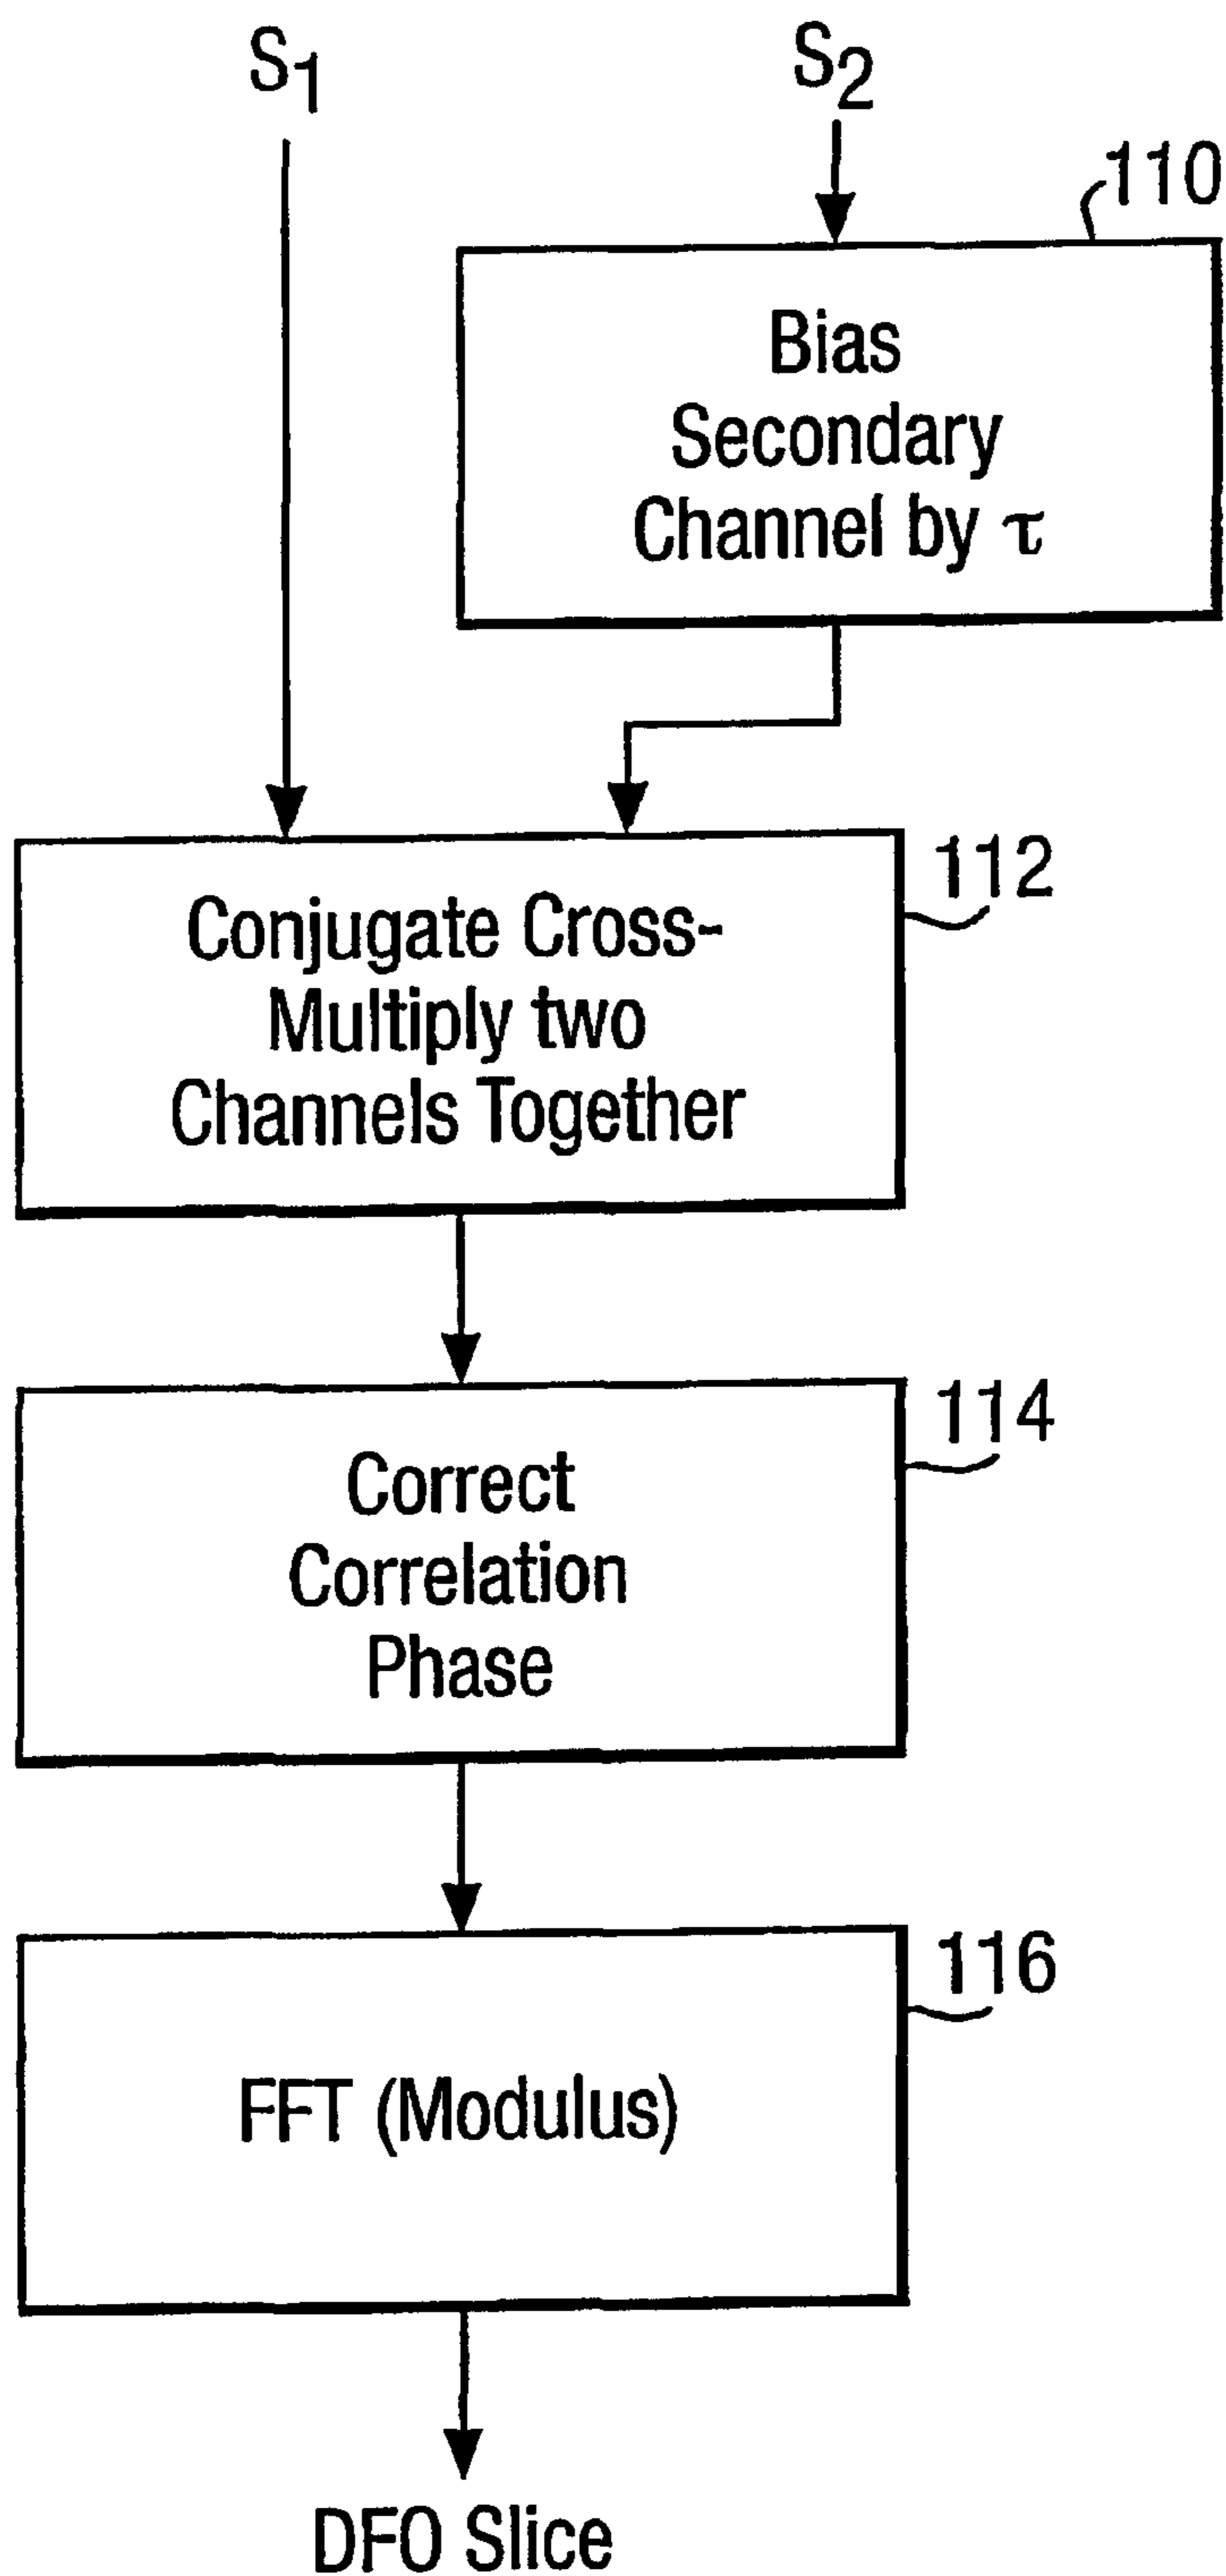 S1
S2
110
Bias
Secondary
Channel by τ
112
Conjugate Cross-
Multiply two
Channels Together
114
Correct
Correlation
Phase
116
FFT (Modulus)
DFO Slice